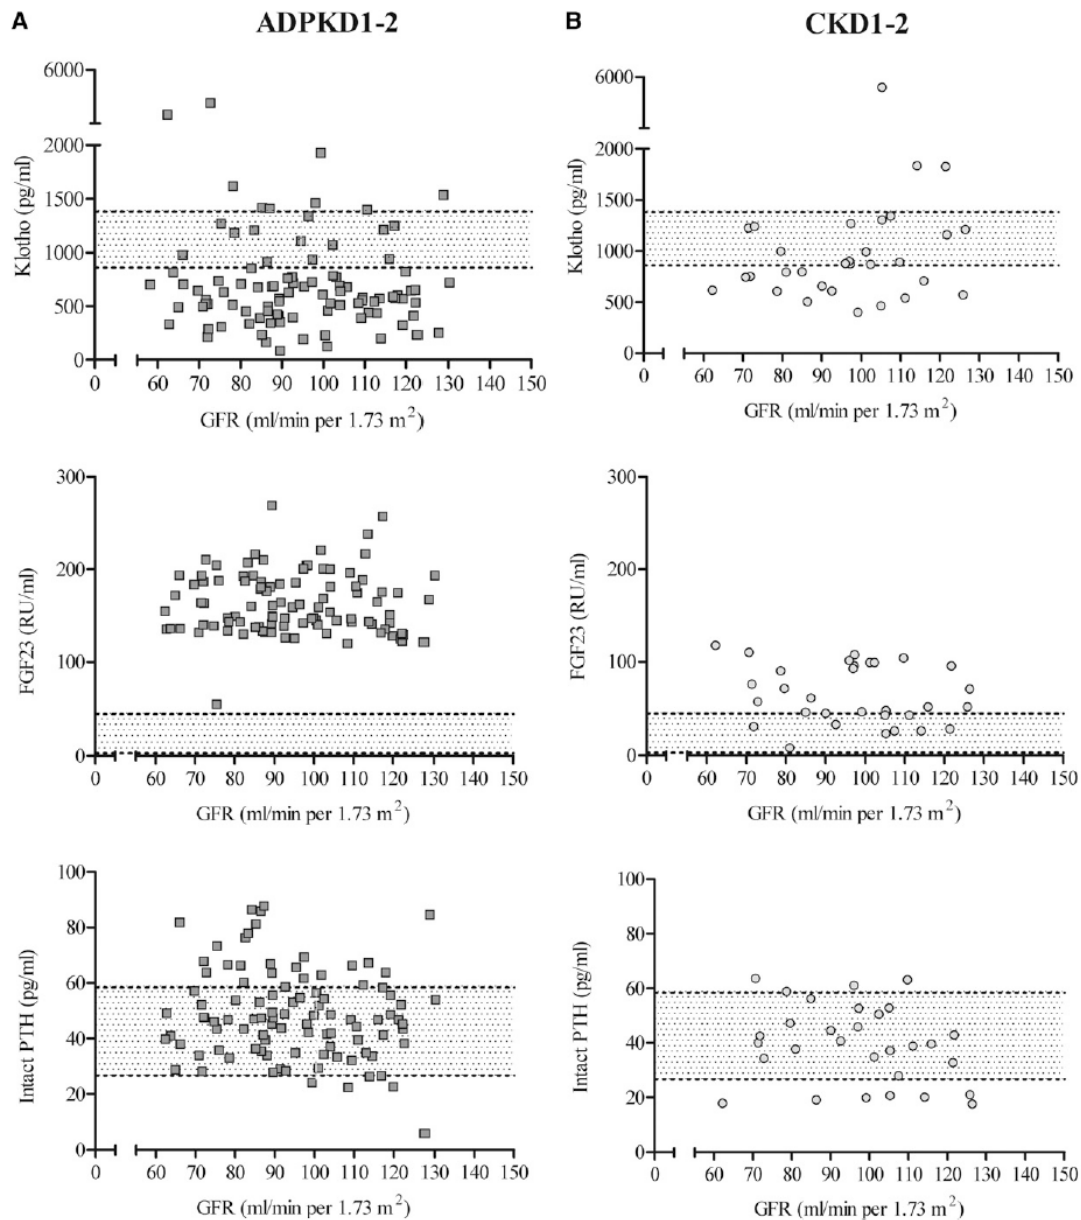 A
ADPKD1-2
B
CKD1-2
6000
2000
1500
1000
500
0
Klotho (pg/ml)
0 60 70 80 90 100 110 120 130 140 150
GFR (ml/min per 1.73 m²)
6000
2000
1500
1000
500
0
Klotho (pg/ml)
0 60 70 80 90 100 110 120 130 140 150
GFR (ml/min per 1.73 m²)
300
200
100
0
FGF23 (RU/ml)
0 60 70 80 90 100 110 120 130 140 150
GFR (ml/min per 1.73 m²)
300
200
100
0
FGF23 (RU/ml)
0 60 70 80 90 100 110 120 130 140 150
GFR (ml/min per 1.73 m²)
100
80
60
40
20
0
Intact PTH (pg/ml)
0 60 70 80 90 100 110 120 130 140 150
GFR (ml/min per 1.73 m²)
100
80
60
40
20
0
Intact PTH (pg/ml)
0 60 70 80 90 100 110 120 130 140 150
GFR (ml/min per 1.73 m²)